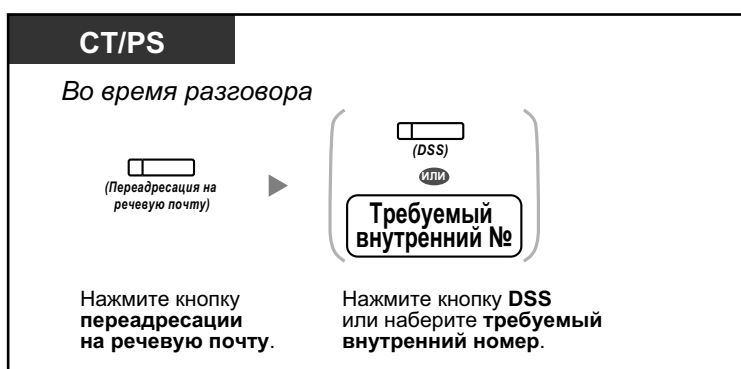 CT/PS
Во время разговора
(Переадресация на
речевую почту)
(DSS)
или
Требуемый
внутренний №
Нажмите кнопку
переадресации
на речевую почту.
Нажмите кнопку DSS
или наберите требуемый
внутренний номер.